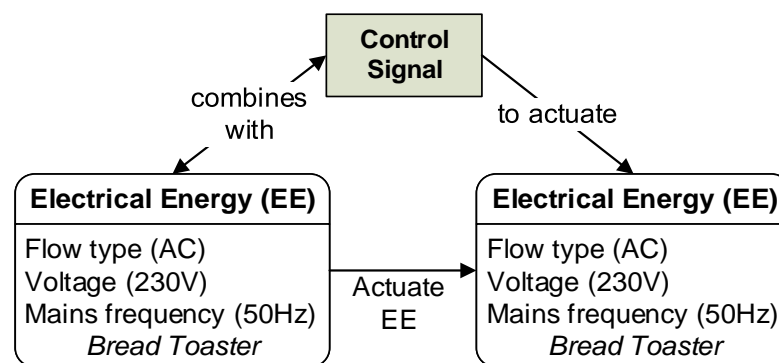 Control
Signal
combines
with
to actuate
Electrical Energy (EE)
Flow type (AC)
Voltage (230V)
Mains frequency (50Hz)
Bread Toaster
Actuate
EE
Electrical Energy (EE)
Flow type (AC)
Voltage (230V)
Mains frequency (50Hz)
Bread Toaster